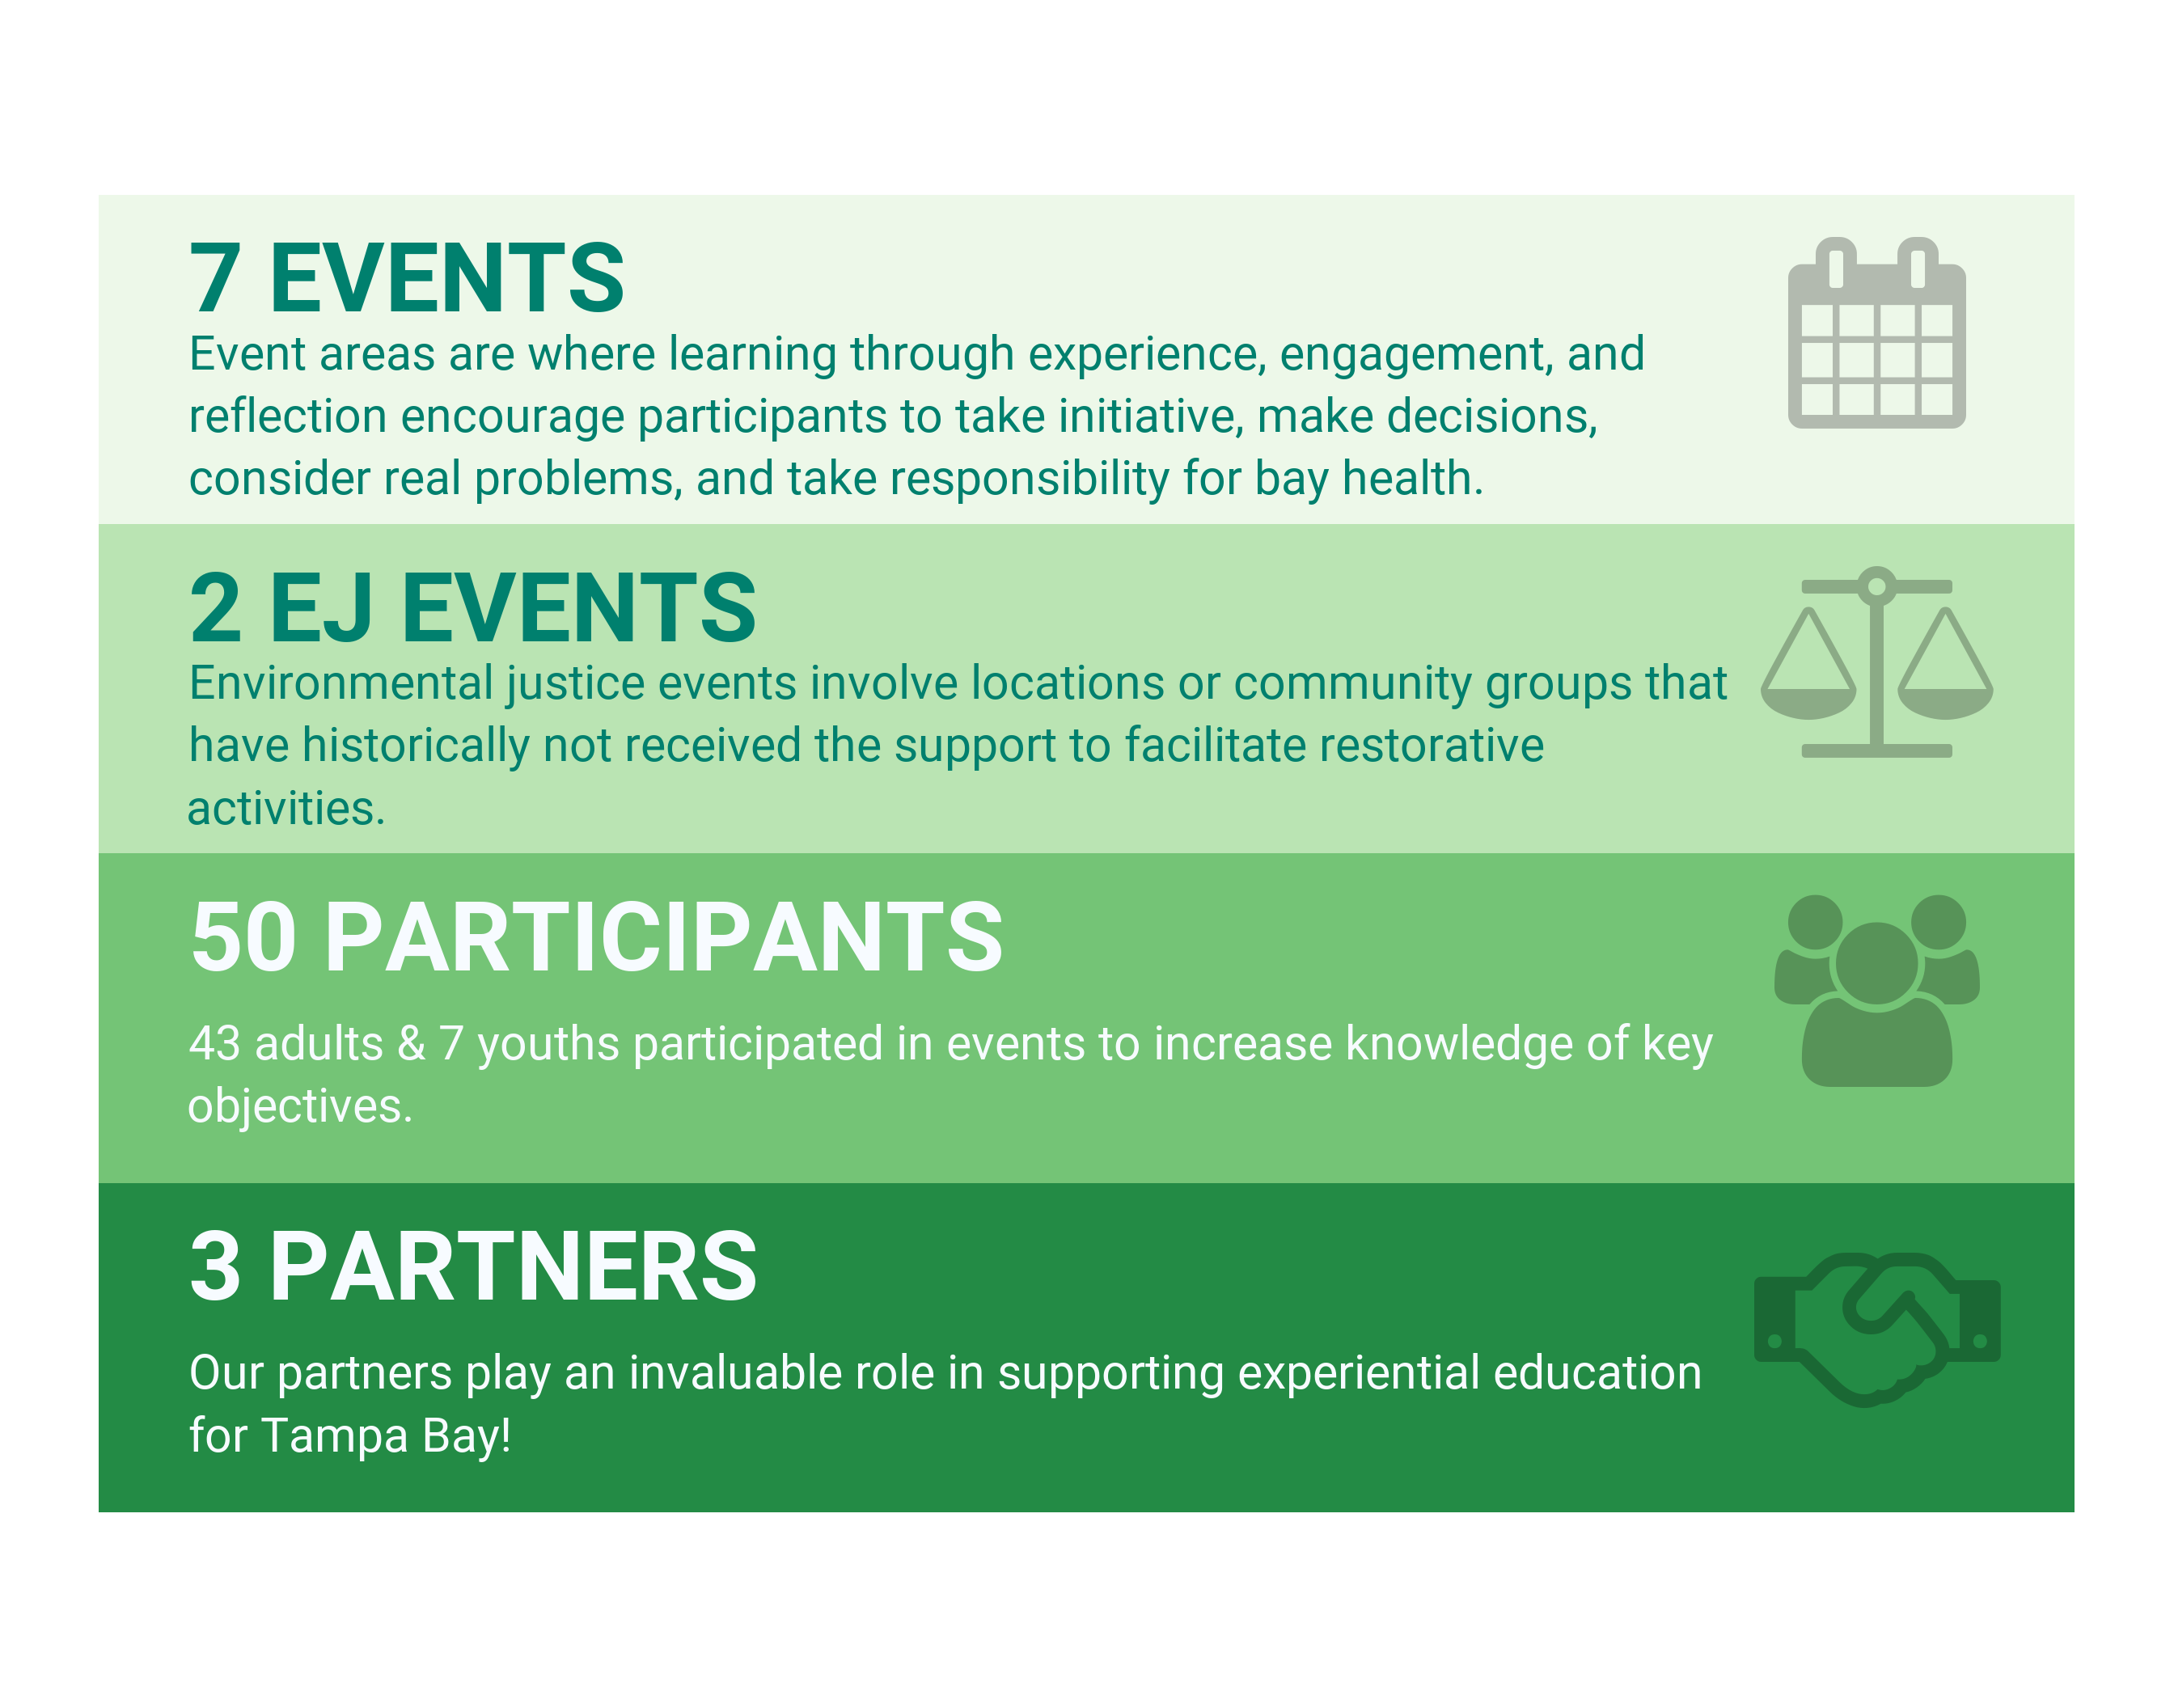 7 EVENTS
Event areas are where learning through experience, engagement, and
reflection encourage participants to take initiative, make decisions,
consider real problems, and take responsibility for bay health.
2 EJ EVENTS
Environmental justice events involve locations or community groups that
have historically not received the support to facilitate restorative
activities.
50 PARTICIPANTS
43 adults & 7 youths participated in events to increase knowledge of key
objectives.
3 PARTNERS
Our partners play an invaluable role in supporting experiential education
for Tampa Bay!